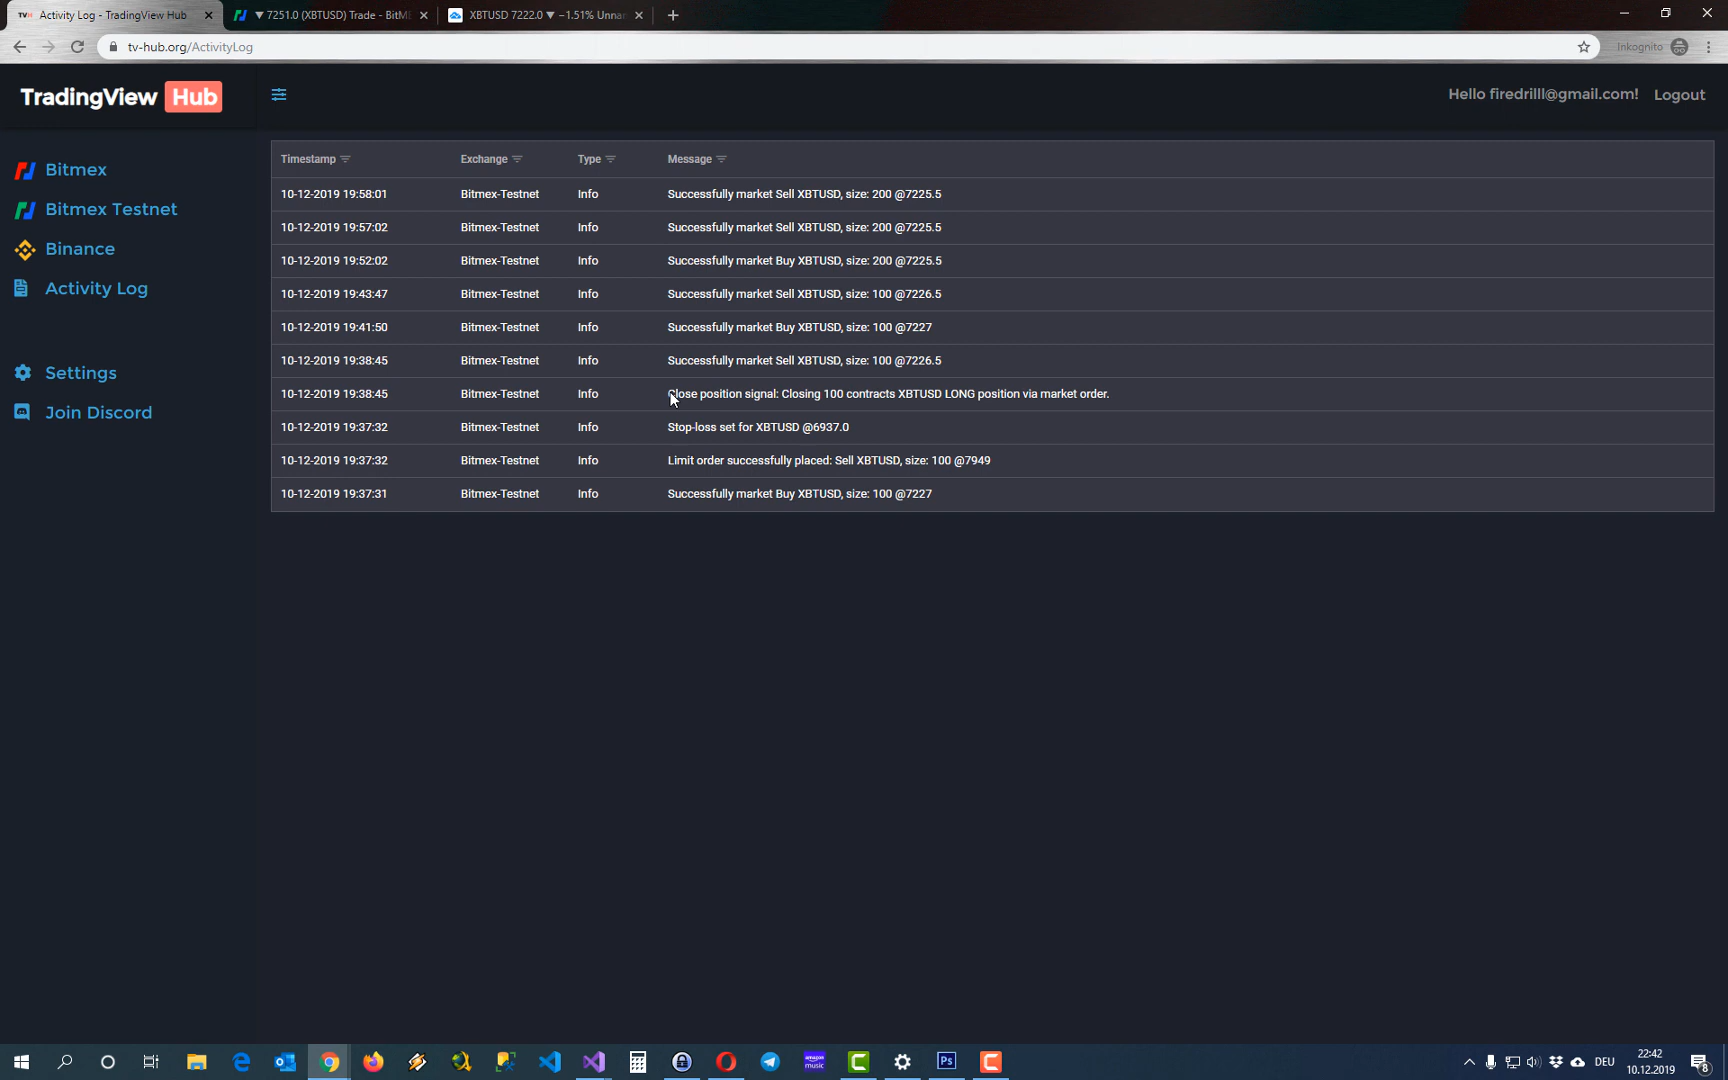 TVH Activity Log - TradingView Hub
▼ 7251.0 (XBTUSD) Trade - BitM
XBTUSD 7222.0 ▼ −1.51% Unna
tv-hub.org/ActivityLog
Inkognito
TradingView Hub
Hello firedrilll@gmail.com! Logout
Bitmex
Bitmex Testnet
Binance
Activity Log
Settings
Join Discord
Timestamp Exchange Type Message
10-12-2019 19:58:01 Bitmex-Testnet Info Successfully market Sell XBTUSD, size: 200 @7225.5
10-12-2019 19:57:02 Bitmex-Testnet Info Successfully market Sell XBTUSD, size: 200 @7225.5
10-12-2019 19:52:02 Bitmex-Testnet Info Successfully market Buy XBTUSD, size: 200 @7225.5
10-12-2019 19:43:47 Bitmex-Testnet Info Successfully market Sell XBTUSD, size: 100 @7226.5
10-12-2019 19:41:50 Bitmex-Testnet Info Successfully market Buy XBTUSD, size: 100 @7227
10-12-2019 19:38:45 Bitmex-Testnet Info Successfully market Sell XBTUSD, size: 100 @7226.5
10-12-2019 19:38:45 Bitmex-Testnet Info Close position signal: Closing 100 contracts XBTUSD LONG position via market order.
10-12-2019 19:37:32 Bitmex-Testnet Info Stop-loss set for XBTUSD @6937.0
10-12-2019 19:37:32 Bitmex-Testnet Info Limit order successfully placed: Sell XBTUSD, size: 100 @7949
10-12-2019 19:37:31 Bitmex-Testnet Info Successfully market Buy XBTUSD, size: 100 @7227
amazon music
Ps
DEU
22:42
10.12.2019
8